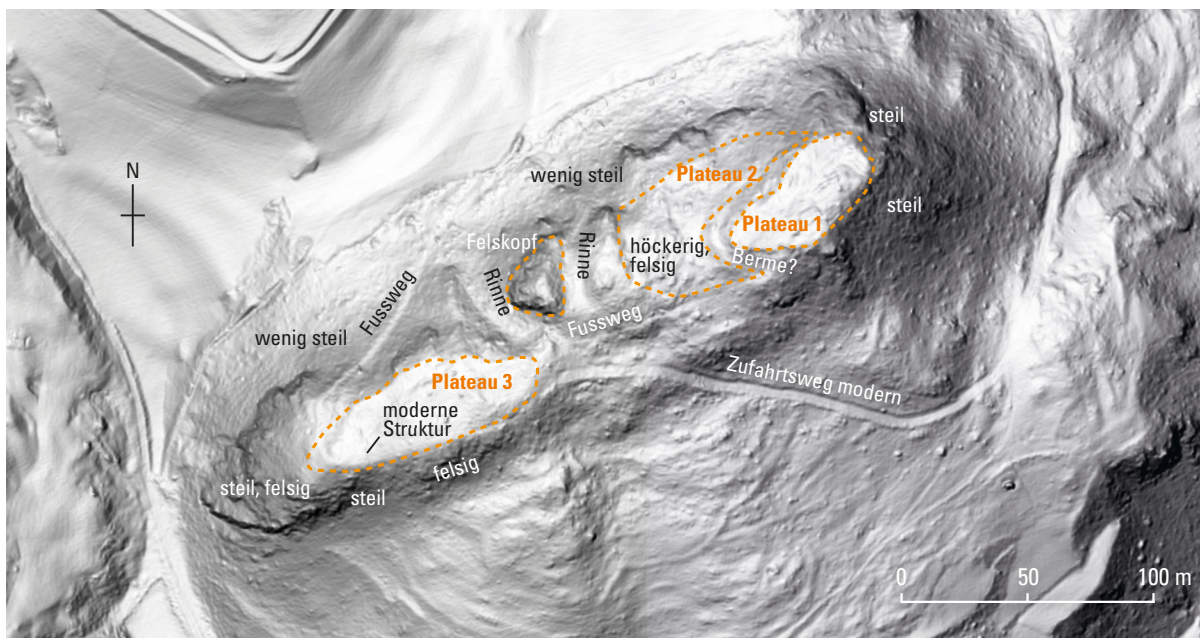 steil
N
Plateau 2
wenig steil
steil
Plateau 1
Felskopf
Rinne
höckerig,
felsig
Berme?
Rinne
Fussweg
Fussweg
wenig steil
Zufahrtsweg modern
Plateau 3
moderne
Struktur
felsig
steil, felsig
steil
0
50
100 m